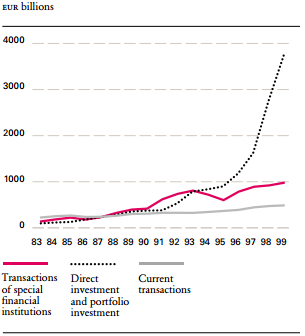 EUR billions
4000
3000
2000
1000
0
83 84 85 86 87 88 89 90 91 92 93 94 95 96 97 98 99
Transactions of special financial institutions
Direct investment and portfolio investment
Current transactions